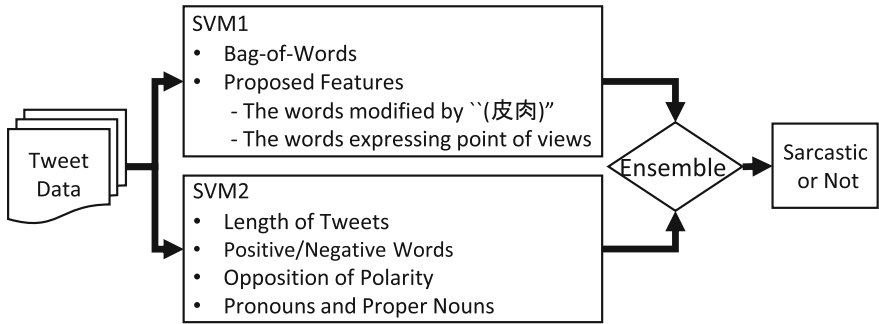 Tweet
Data
SVM1
• Bag-of-Words
• Proposed Features
- The words modified by ``(皮肉)”
- The words expressing point of views
SVM2
• Length of Tweets
• Positive/Negative Words
• Opposition of Polarity
• Pronouns and Proper Nouns
Ensemble
Sarcastic
or Not